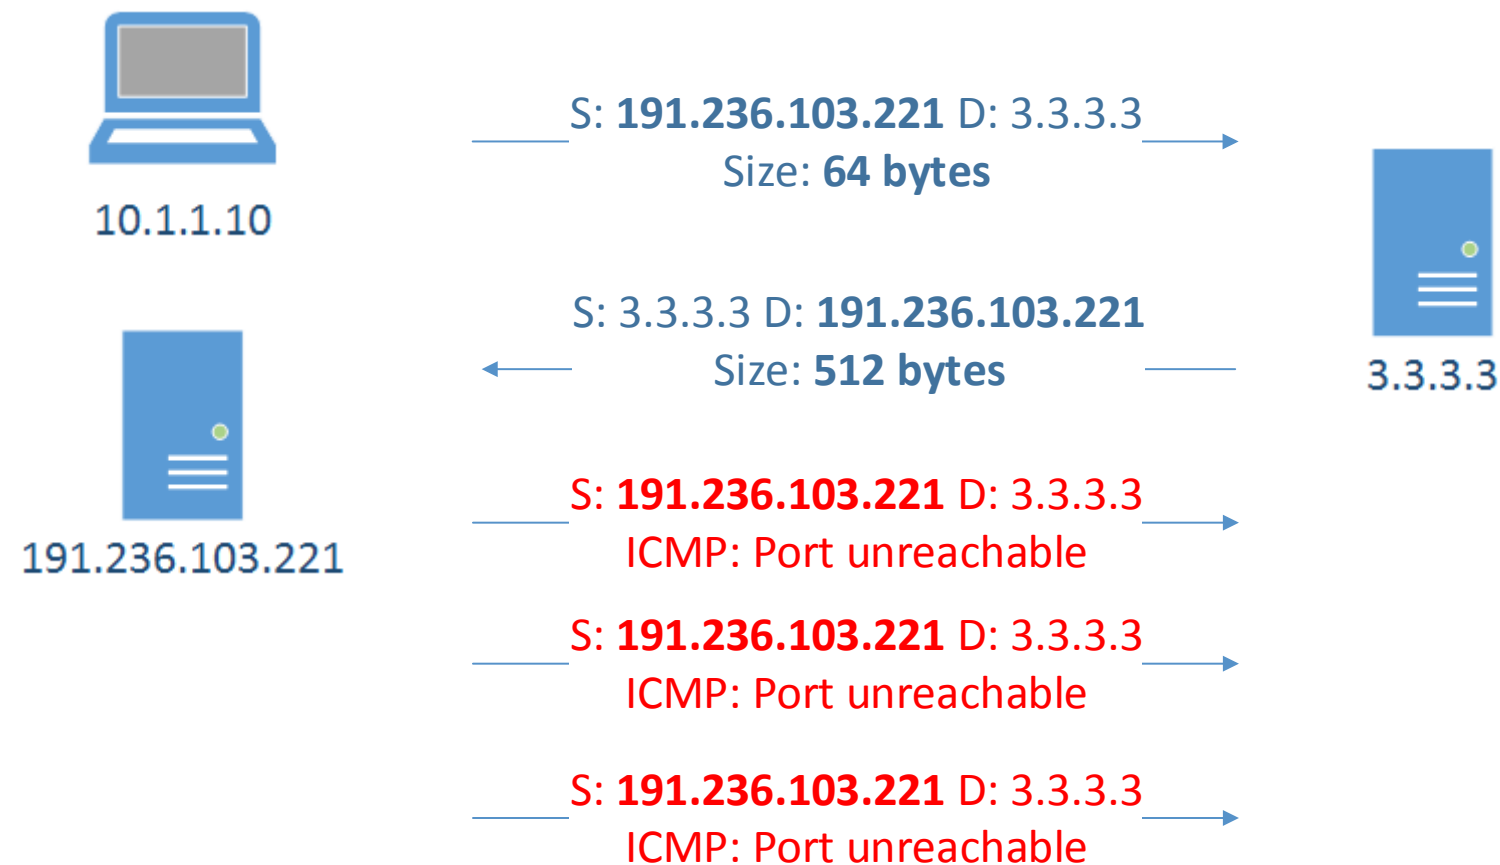 S: 191.236.103.221 D: 3.3.3.3
Size: 64 bytes
10.1.1.10
S: 3.3.3.3 D: 191.236.103.221
Size: 512 bytes
3.3.3.3
S: 191.236.103.221 D: 3.3.3.3
ICMP: Port unreachable
191.236.103.221
S: 191.236.103.221 D: 3.3.3.3
ICMP: Port unreachable
S: 191.236.103.221 D: 3.3.3.3
ICMP: Port unreachable